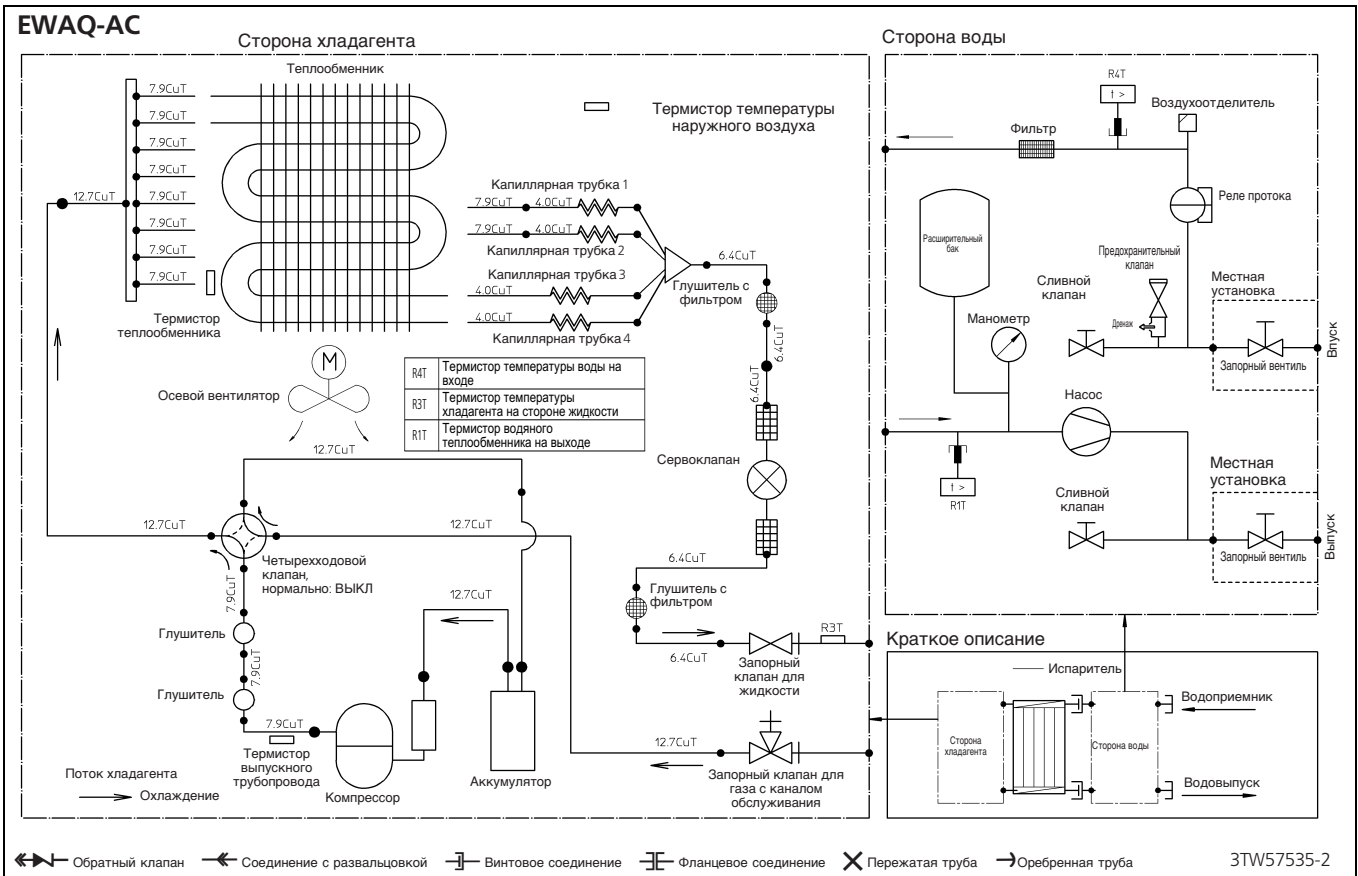 EWAQ-AC
Сторона хладагента
Теплообменник
7.9CuT
7.9CuT
7.9CuT
7.9CuT
7.9CuT
7.9CuT
7.9CuT
7.9CuT
12.7CuT
Термистор
теплообменника
Термистор температуры
наружного воздуха
Капиллярная трубка 1
7.9CuT
4.0CuT
7.9CuT
4.0CuT
Капиллярная трубка 2
Капиллярная трубка 3
4.0CuT
4.0CuT
Капиллярная трубка 4
6.4CuT
Глушитель с
фильтром
6.4CuT
6.4CuT
M
Осевой вентилятор
R4T Термистор температуры воды на
входе
R3T Термистор температуры
хладагента на стороне жидкости
R1T Термистор водяного
теплообменника на выходе
Сервоклапан
12.7CuT
12.7CuT
12.7CuT
Четырехходовой
клапан,
нормально: ВЫКЛ
7.9CuT
Глушитель
7.9CuT
Глушитель
7.9CuT
Термистор
выпускного
трубопровода
Компрессор
12.7CuT
Аккумулятор
6.4CuT
Глушитель с
фильтром
6.4CuT
R3T
Запорный
клапан для
жидкости
12.7CuT
Запорный клапан для
газа с каналом
обслуживания
Поток хладагента
Охлаждение
Сторона воды
R4T
t >
Воздухоотделитель
Фильтр
Реле протока
Расширительный
бак
Предохранительный
клапан
Сливной
клапан
Дренаж
Местная
установка
Запорный вентиль
Впуск
Манометр
Насос
t >
R1T
Сливной
клапан
Местная
установка
Запорный вентиль
Выпуск
Краткое описание
Испаритель
Водоприемник
Сторона
хладагента
Сторона воды
Водовыпуск
Обратный клапан
Соединение с развальцовкой
Винтовое соединение
Фланцевое соединение
Пережатая труба
Оребренная труба
3TW57535-2